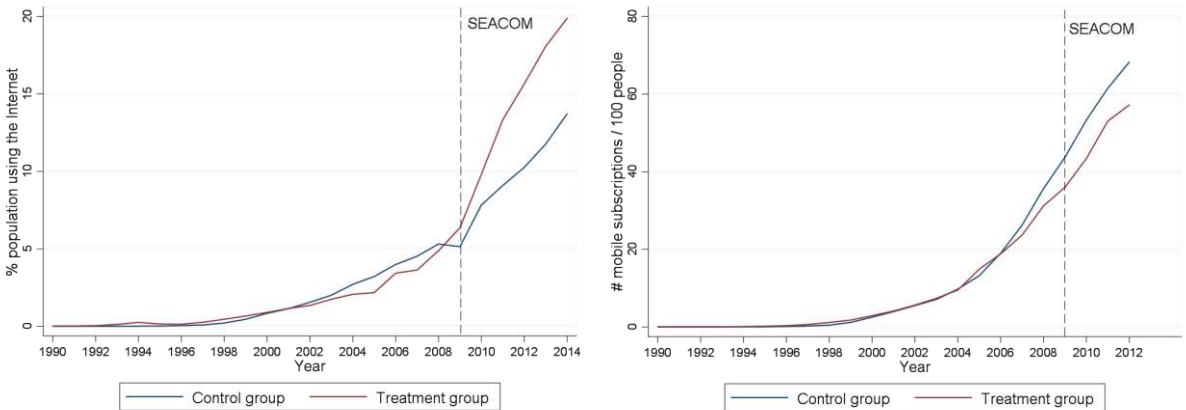 SEACOM
% population using the Internet
20
15
10
5
0
1990 1992 1994 1996 1998 2000 2002 2004 2006 2008 2010 2012 2014
Year
Control group Treatment group
SEACOM
# mobile subscriptions / 100 people
80
60
40
20
0
1990 1992 1994 1996 1998 2000 2002 2004 2006 2008 2010 2012
Year
Control group Treatment group